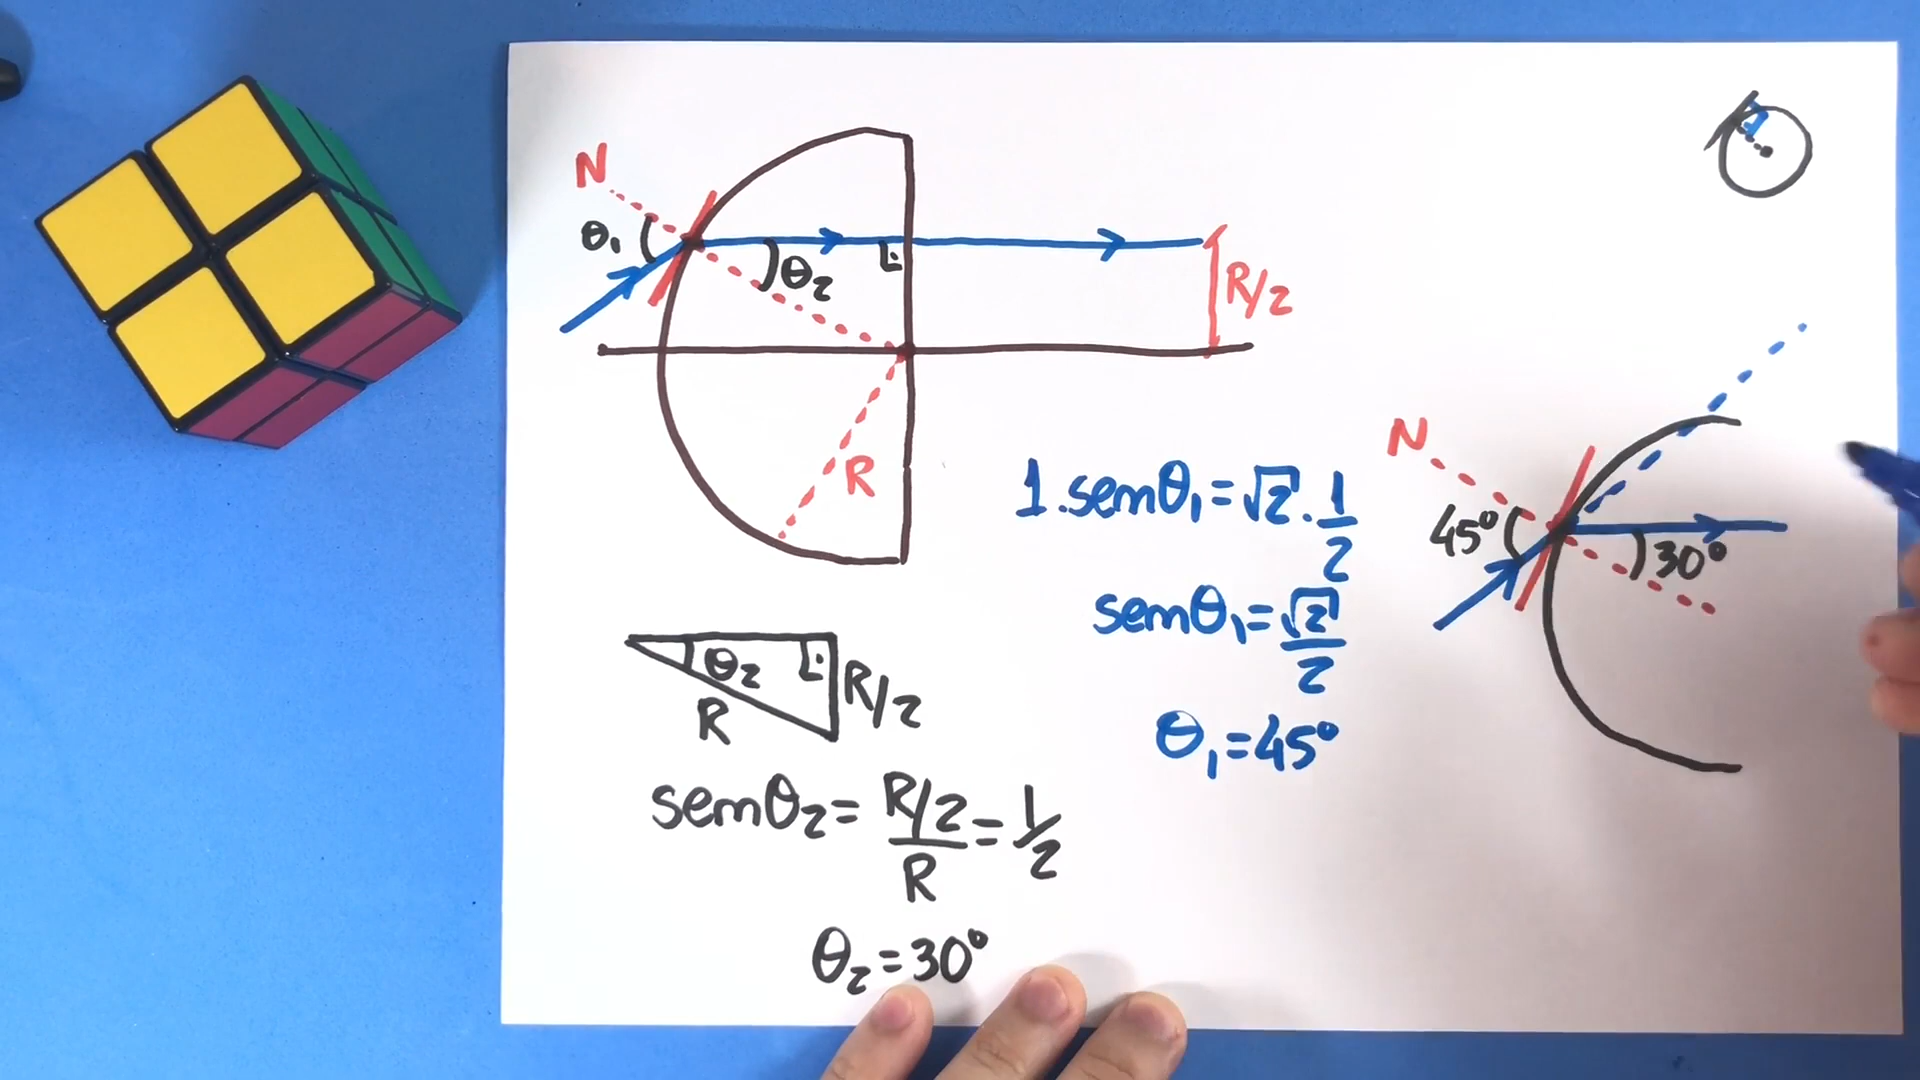 N
θ₁
θ₂
R/2
R
1.senθ₁=√2.1/2
senθ₁=√2/2
θ₁=45°
N
45°
30°
θ₂
R/2
R
senθ₂=R/2/R=1/2
θ₂=30°